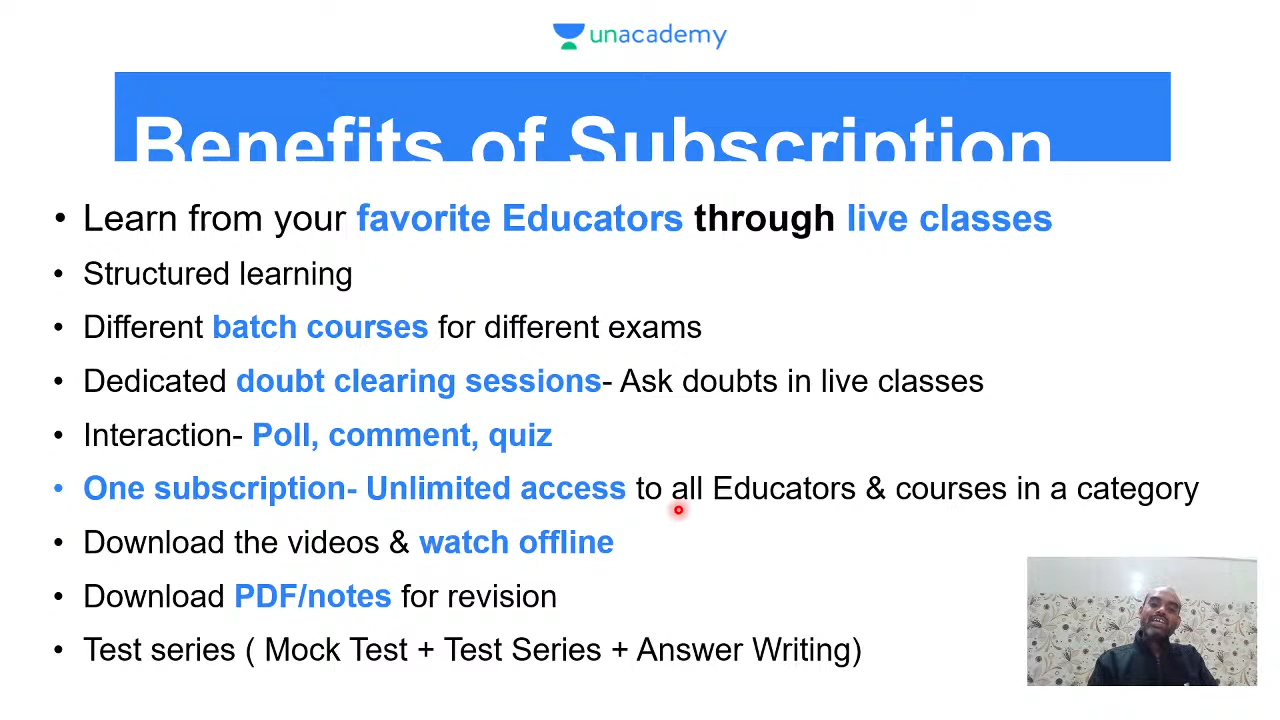 unacademy
Benefits of Subscription
• Learn from your favorite Educators through live classes
• Structured learning
• Different batch courses for different exams
• Dedicated doubt clearing sessions- Ask doubts in live classes
• Interaction- Poll, comment, quiz
• One subscription- Unlimited access to all Educators & courses in a category
• Download the videos & watch offline
• Download PDF/notes for revision
• Test series ( Mock Test + Test Series + Answer Writing)